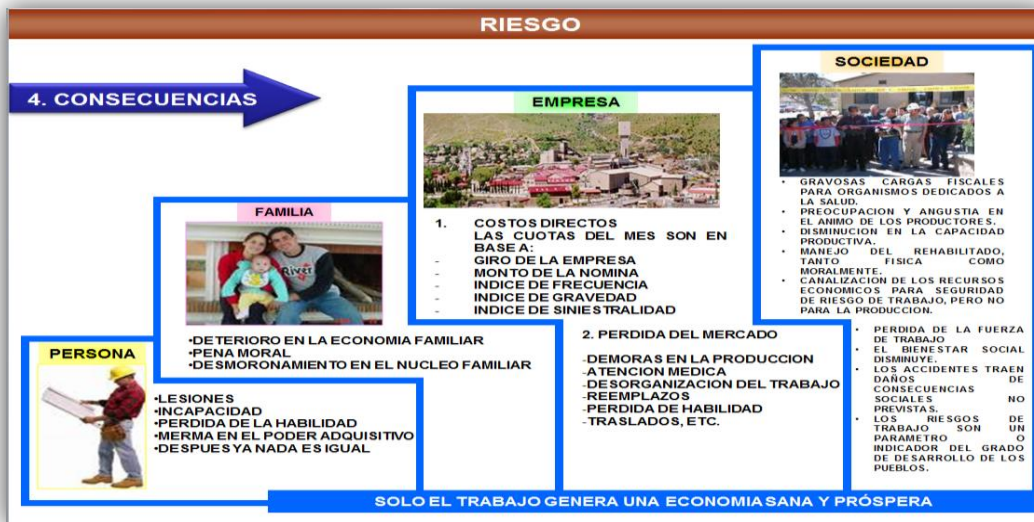 RIESGO
4. CONSECUENCIAS
PERSONA
•LESIONES
•INCAPACIDAD
•PERDIDA DE LA HABILIDAD
•MERMA EN EL PODER ADQUISITIVO
•DESPUES YA NADA ES IGUAL
FAMILIA
River
•DETERIORO EN LA ECONOMIA FAMILIAR
•PENA MORAL
•DESMORONAMIENTO EN EL NUCLEO FAMILIAR
EMPRESA
1. COSTOS DIRECTOS
LAS CUOTAS DEL MES SON EN
BASE A:
- GIRO DE LA EMPRESA
- MONTO DE LA NOMINA
- INDICE DE FRECUENCIA
- INDICE DE GRAVEDAD
- INDICE DE SINIESTRALIDAD
2. PERDIDA DEL MERCADO
-DEMORAS EN LA PRODUCCION
-ATENCION MEDICA
-DESORGANIZACION DEL TRABAJO
-REEMPLAZOS
-PERDIDA DE HABILIDAD
-TRASLADOS, ETC.
SOCIEDAD
• GRAVOSAS CARGAS FISCALES
PARA ORGANISMOS DEDICADOS A
LA SALUD.
• PREOCUPACION Y ANGUSTIA EN
EL ANIMO DE LOS PRODUCTORES.
• DISMINUCION EN LA CAPACIDAD
PRODUCTIVA.
• MANEJO DEL REHABILITADO,
TANTO FISICA COMO
MORALMENTE.
• CANALIZACION DE LOS RECURSOS
ECONOMICOS PARA SEGURIDAD
DE RIESGO DE TRABAJO, PERO NO
PARA LA PRODUCCION.
• PERDIDA DE LA FUERZA
DE TRABAJO
• EL BIENESTAR SOCIAL
DISMINUYE.
• LOS ACCIDENTES TRAEN
DAÑOS DE
CONSECUENCIAS
SOCIALES NO
PREVISTAS.
• LOS RIESGOS DE
TRABAJO SON UN
PARAMETRO O
INDICADOR DEL GRADO
DE DESARROLLO DE LOS
PUEBLOS.
SOLO EL TRABAJO GENERA UNA ECONOMIA SANA Y PRÓSPERA